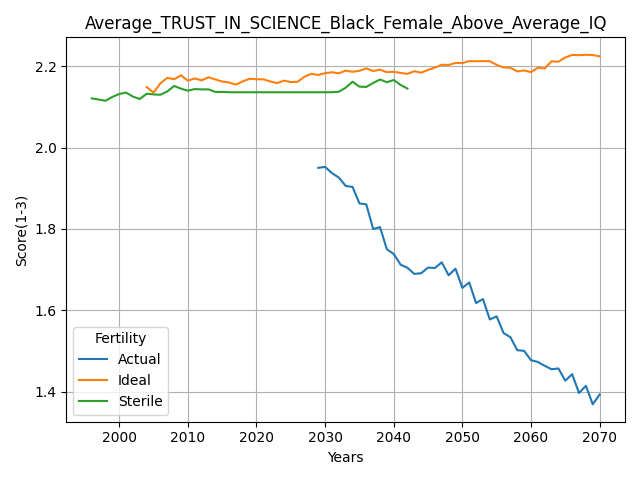 Average_TRUST_IN_SCIENCE_Black_Female_Above_Average_IQ
Score(1-3)
2.2
2.0
1.8
1.6
1.4
Fertility
Actual
Ideal
Sterile
2000 2010 2020 2030 2040 2050 2060 2070
Years